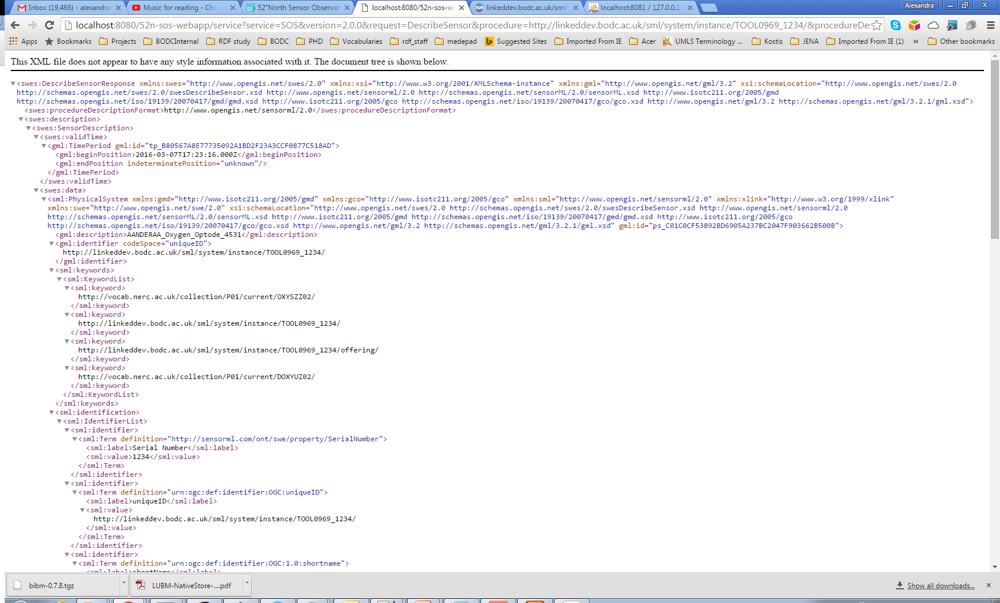 Inbox (19,466) - alexandra
Music for reading - Cho
52°North Sensor Observat
localhost:8080/52n-sos-we
linkeddev.bodc.ac.uk/sml/
localhost:8081 / 127.0.0.1
Alexandra
localhost:8080/52n-sos-webapp/service?service=SOS&version=2.0.0&request=DescribeSensor&procedure=http://linkeddev.bodc.ac.uk/sml/system/instance/TOOL0969_1234/&procedureDe
Apps Bookmarks Projects BODCInternal RDF study BODC PHD Vocabularies rdf_staff medepad Suggested Sites Imported From IE Acer UMLS Terminology ... Kostis JENA Imported From IE (1) » Other bookmarks
This XML file does not appear to have any style information associated with it. The document tree is shown below.
<swes:DescribeSensorResponse xmlns:swes="http://www.opengis.net/swes/2.0" xmlns:xsi="http://www.w3.org/2001/XMLSchema-instance" xmlns:gml="http://www.opengis.net/gml/3.2" xsi:schemaLocation="http://www.opengis.net/swes/2.0
http://schemas.opengis.net/swes/2.0/swesDescribeSensor.xsd http://www.opengis.net/sensorml/2.0 http://schemas.opengis.net/sensorML/2.0/sensorML.xsd http://www.isotc211.org/2005/gmd
http://schemas.opengis.net/iso/19139/20070417/gmd/gmd.xsd http://www.isotc211.org/2005/gco http://schemas.opengis.net/iso/19139/20070417/gco/gco.xsd http://www.opengis.net/gml/3.2 http://schemas.opengis.net/gml/3.2.1/gml.xsd">
<swes:procedureDescriptionFormat>http://www.opengis.net/sensorml/2.0</swes:procedureDescriptionFormat>
<swes:description>
<swes:SensorDescription>
<swes:validTime>
<gml:TimePeriod gml:id="tp_B80567A8E77735092A1BD2F23A3CCF0877C518AD">
<gml:beginPosition>2016-03-07T17:23:16.000Z</gml:beginPosition>
<gml:endPosition indeterminatePosition="unknown"/>
</gml:TimePeriod>
</swes:validTime>
<swes:data>
<sml:PhysicalSystem xmlns:gmd="http://www.isotc211.org/2005/gmd" xmlns:gco="http://www.isotc211.org/2005/gco" xmlns:sml="http://www.opengis.net/sensorml/2.0" xmlns:xlink="http://www.w3.org/1999/xlink"
xmlns:swe="http://www.opengis.net/swe/2.0" xsi:schemaLocation="http://www.opengis.net/swes/2.0 http://schemas.opengis.net/swes/2.0/swesDescribeSensor.xsd http://www.opengis.net/sensorml/2.0
http://schemas.opengis.net/sensorML/2.0/sensorML.xsd http://www.isotc211.org/2005/gmd http://schemas.opengis.net/iso/19139/20070417/gmd/gmd.xsd http://www.isotc211.org/2005/gco
http://schemas.opengis.net/iso/19139/20070417/gco/gco.xsd http://www.opengis.net/gml/3.2 http://schemas.opengis.net/gml/3.2.1/gml.xsd" gml:id="ps_C01C0CF53892BD6905A237BC2047F903662B500B">
<gml:description>AANDERAA_Oxygen_Optode_4531</gml:description>
<gml:identifier codeSpace="uniqueID">
http://linkeddev.bodc.ac.uk/sml/system/instance/TOOL0969_1234/
</gml:identifier>
<sml:keywords>
<sml:KeywordList>
<sml:keyword>
http://vocab.nerc.ac.uk/collection/P01/current/OXYSZZ02/
</sml:keyword>
<sml:keyword>
http://linkeddev.bodc.ac.uk/sml/system/instance/TOOL0969_1234/
</sml:keyword>
<sml:keyword>
http://linkeddev.bodc.ac.uk/sml/system/instance/TOOL0969_1234/offering/
</sml:keyword>
<sml:keyword>
http://vocab.nerc.ac.uk/collection/P01/current/DOXYUZ02/
</sml:keyword>
</sml:KeywordList>
</sml:keywords>
<sml:identification>
<sml:IdentifierList>
<sml:identifier>
<sml:Term definition="http://sensorml.com/ont/swe/property/SerialNumber">
<sml:label>Serial Number</sml:label>
<sml:value>1234</sml:value>
</sml:Term>
</sml:identifier>
<sml:identifier>
<sml:Term definition="urn:ogc:def:identifier:OGC:uniqueID">
<sml:label>uniqueID</sml:label>
<sml:value>
http://linkeddev.bodc.ac.uk/sml/system/instance/TOOL0969_1234/
</sml:value>
</sml:Term>
</sml:identifier>
<sml:identifier>
<sml:Term definition="urn:ogc:def:identifier:OGC:1.0:shortname">
<sml:label>shortName</sml:label>
bibm-0.7.8.tgz
LUBM-NativeStore-....pdf
Show all downloads...